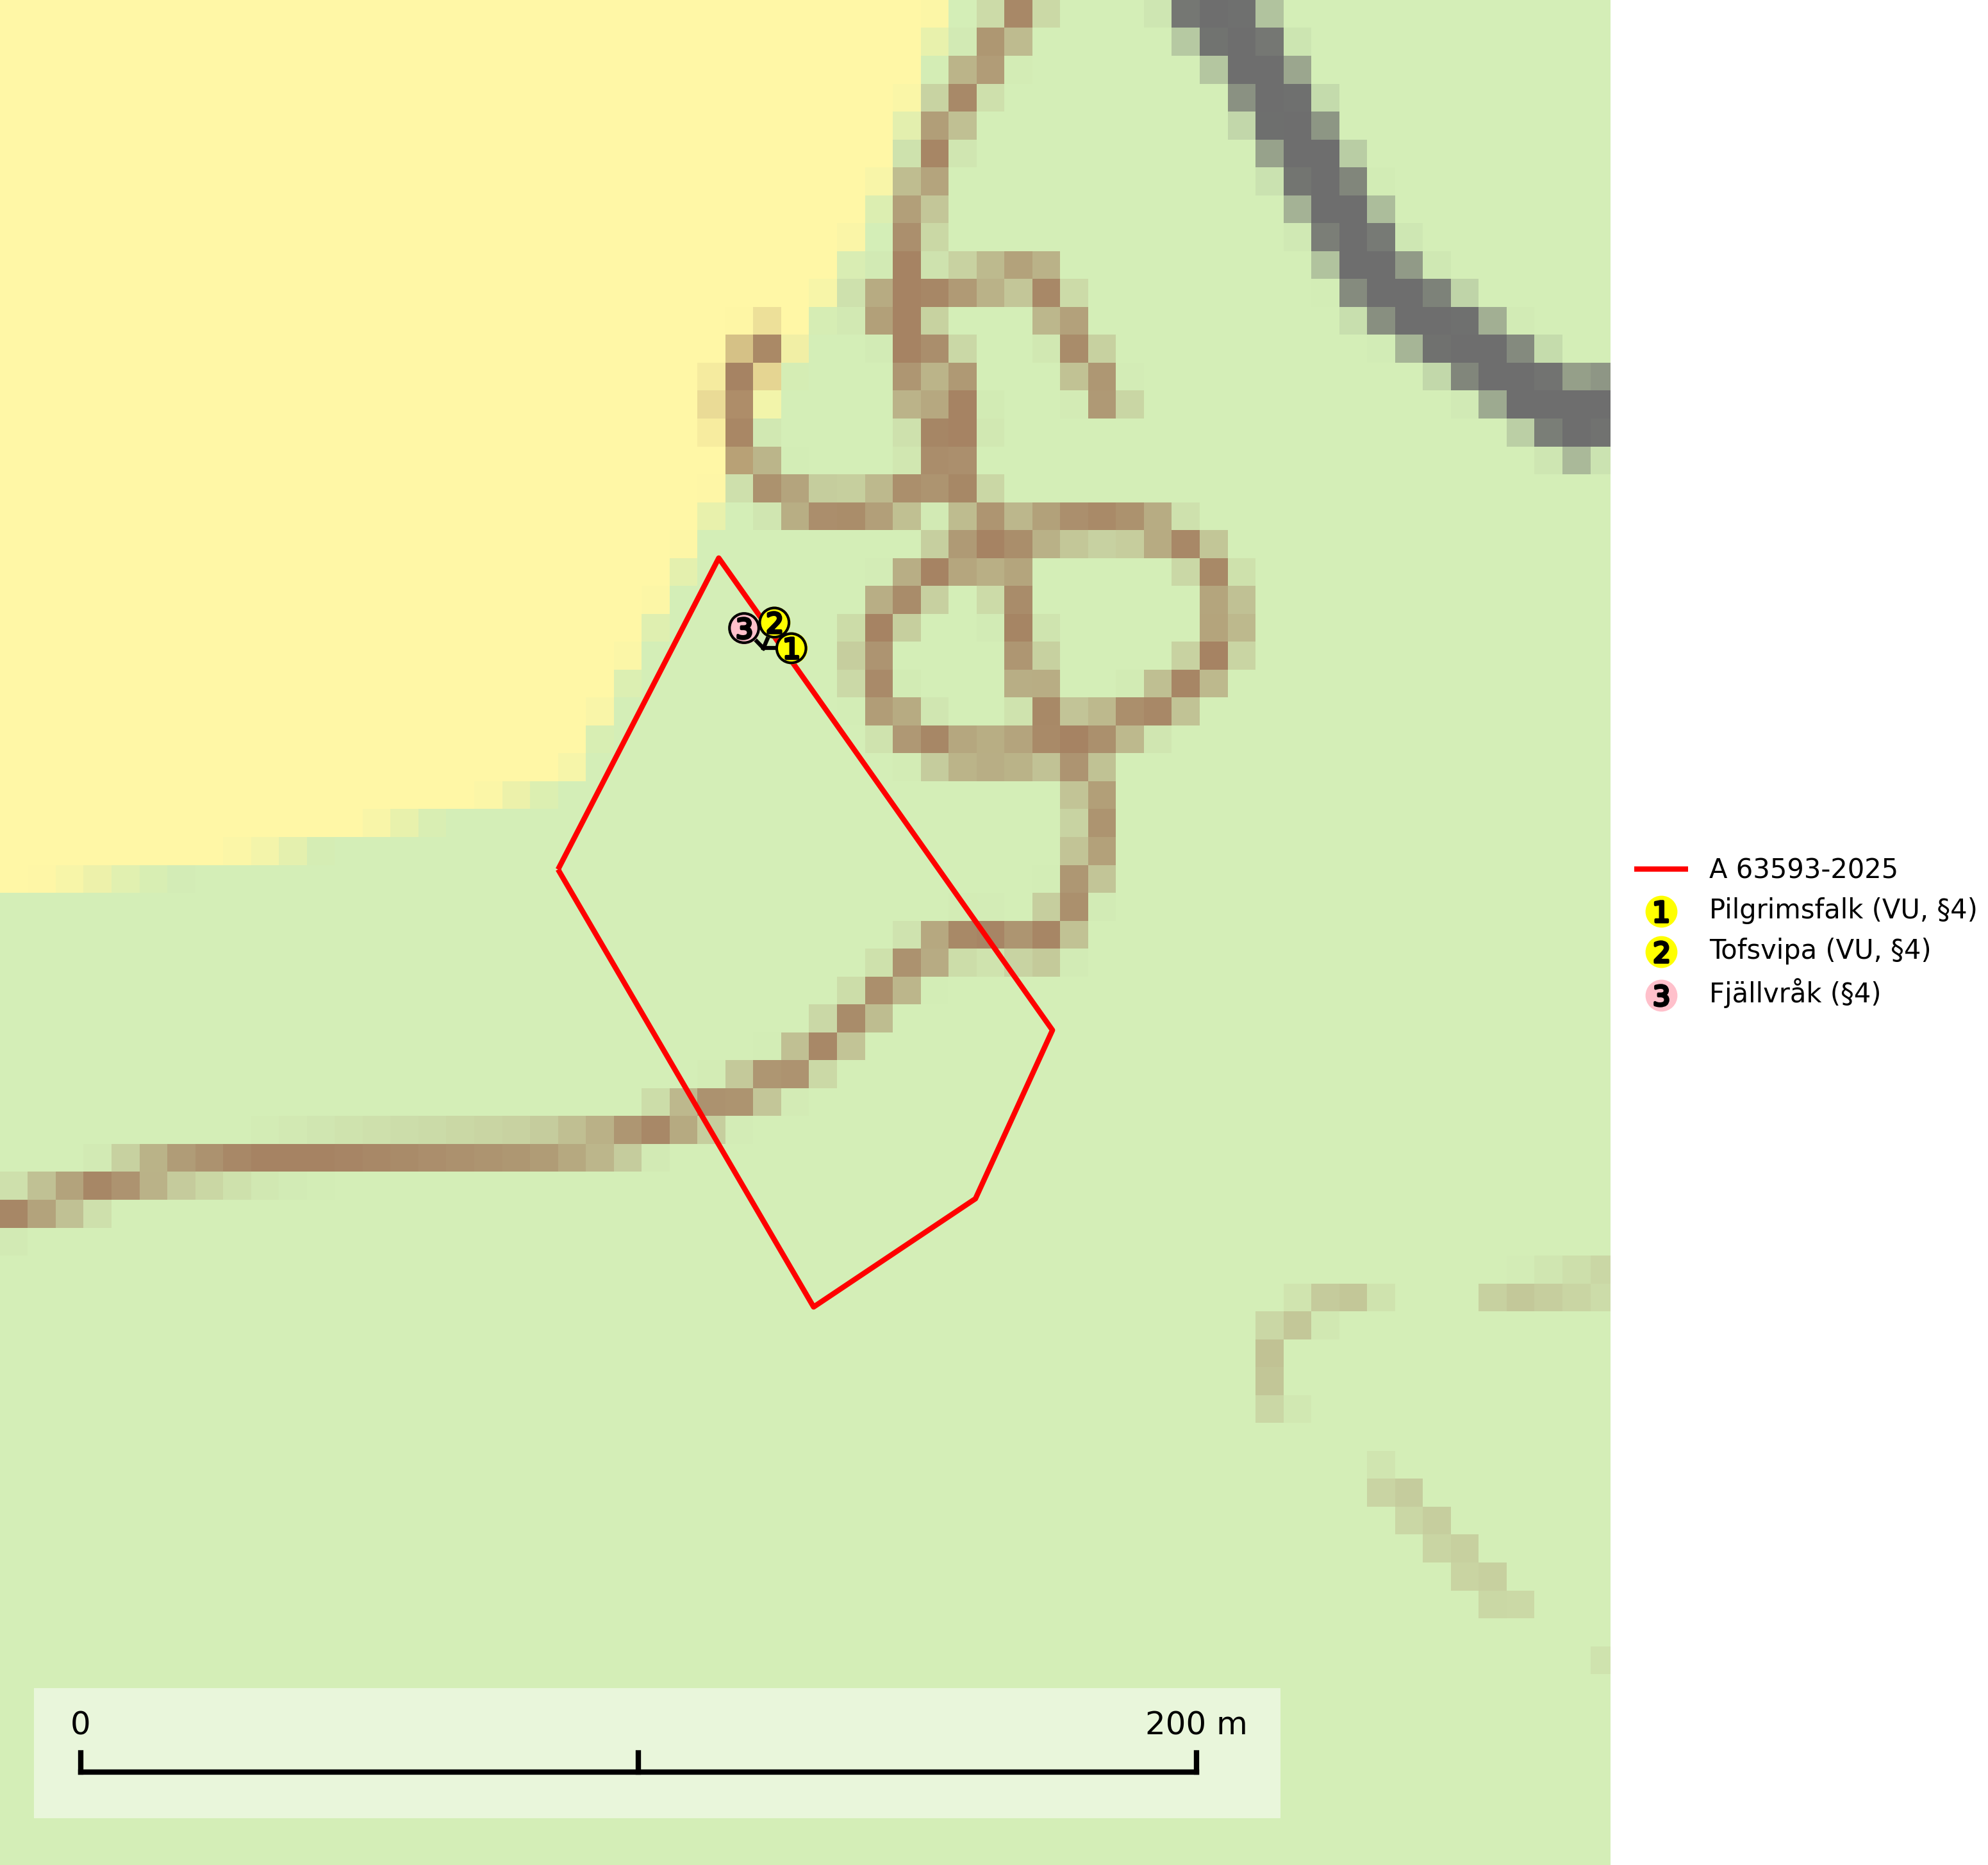 3
2
1
A 63593-2025
1 Pilgrimsfalk (VU, §4)
2 Tofsvipa (VU, §4)
3 Fjällvråk (§4)
0 200 m